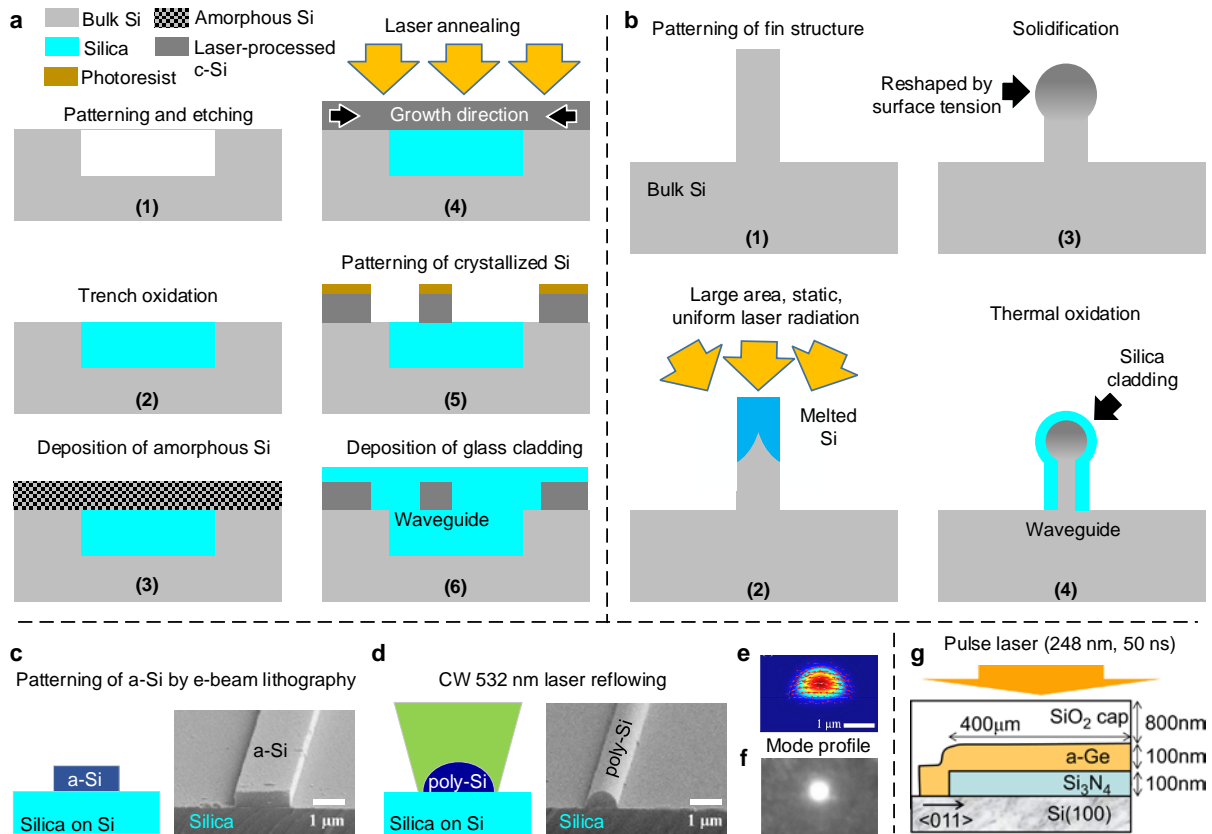 a
Bulk Si
Amorphous Si
Silica
Laser-processed
c-Si
Photoresist
Patterning and etching
(1)
Trench oxidation
(2)
Deposition of amorphous Si
(3)
Laser annealing
Growth direction
(4)
Patterning of crystallized Si
(5)
Deposition of glass cladding
Waveguide
(6)
b
Patterning of fin structure
Bulk Si
(1)
Large area, static,
uniform laser radiation
Melted
Si
(2)
Solidification
Reshaped by
surface tension
(3)
Thermal oxidation
Silica
cladding
Waveguide
(4)
c
Patterning of a-Si by e-beam lithography
a-Si
Silica on Si
a-Si
Silica
1 µm
d
CW 532 nm laser reflowing
poly-Si
Silica on Si
poly-Si
Silica
1 µm
e
1 µm
Mode profile
f
g
Pulse laser (248 nm, 50 ns)
SiO₂ cap
800nm
400µm
a-Ge
100nm
Si₃N₄
100nm
Si(100)
<011>